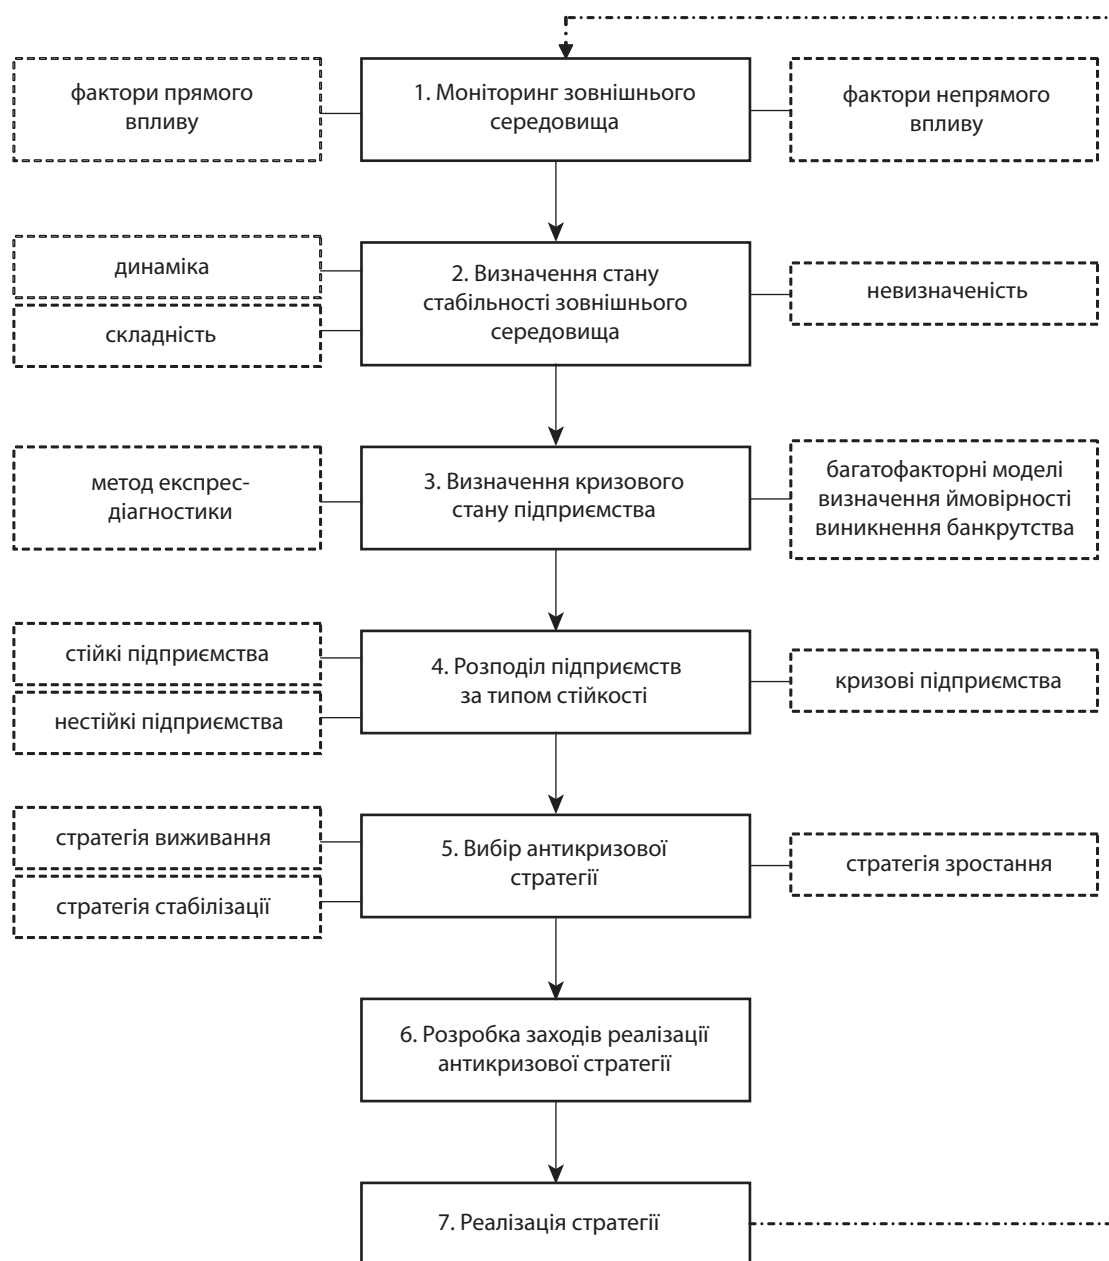 фактори прямого
впливу
1. Моніторинг зовнішнього
середовища
фактори непрямого
впливу
динаміка
складність
2. Визначення стану
стабільності зовнішнього
середовища
невизначеність
метод експрес-
діагностики
3. Визначення кризового
стану підприємства
багатофакторні моделі
визначення ймовірності
виникнення банкрутства
стійкі підприємства
нестійкі підприємства
4. Розподіл підприємств
за типом стійкості
кризові підприємства
стратегія виживання
стратегія стабілізації
5. Вибір антикризової
стратегії
стратегія зростання
6. Розробка заходів реалізації
антикризової стратегії
7. Реалізація стратегії